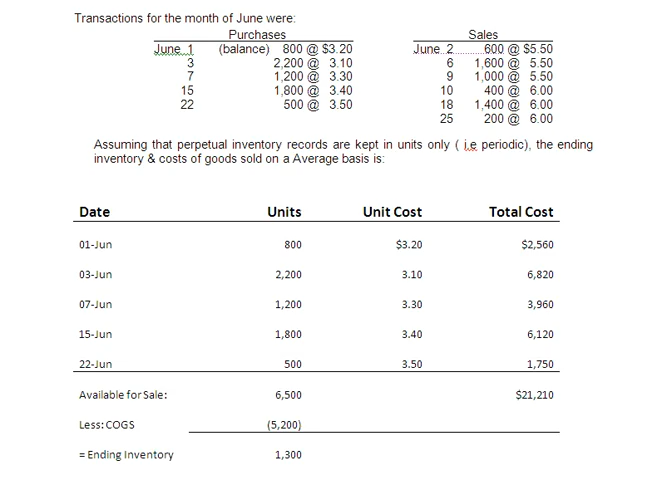 Transactions for the month of June were:
Purchases Sales
June 1 (balance) 800 @ $3.20 June 2 600 @ $5.50
3 2,200 @ 3.10 6 1,600 @ 5.50
7 1,200 @ 3.30 9 1,000 @ 5.50
15 1,800 @ 3.40 10 400 @ 6.00
22 500 @ 3.50 18 1,400 @ 6.00
25 200 @ 6.00
Assuming that perpetual inventory records are kept in units only ( i.e periodic), the ending
inventory & costs of goods sold on a Average basis is:
Date Units Unit Cost Total Cost
01-Jun 800 $3.20 $2,560
03-Jun 2,200 3.10 6,820
07-Jun 1,200 3.30 3,960
15-Jun 1,800 3.40 6,120
22-Jun 500 3.50 1,750
Available for Sale: 6,500 $21,210
Less: COGS (5,200)
= Ending Inventory 1,300